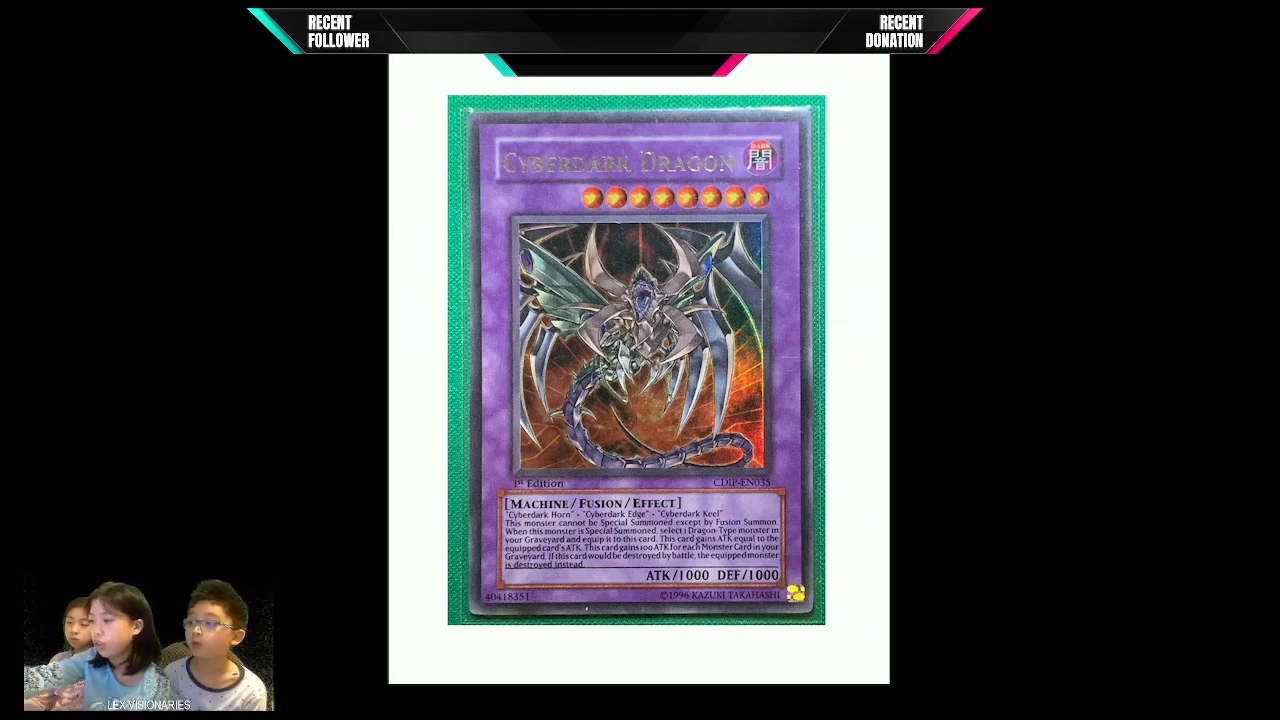 RECENT
FOLLOWER
RECENT
DONATION
CYBERDARK DRAGON
DARK
闇
1st Edition
CDIP-EN035
[MACHINE/FUSION/EFFECT]
"Cyberdark Horn" - "Cyberdark Edge" - "Cyberdark Keel"
This monster cannot be Special Summoned except by Fusion Summon.
When this monster is Special Summoned, select 1 Dragon-Type monster in
your Graveyard and equip it to this card. This card gains ATK equal to the
equipped card's ATK. This card gains 100 ATK for each Monster Card in your
Graveyard. If this card would be destroyed by battle, the equipped monster
is destroyed instead.
ATK/1000 DEF/1000
40418351
©1996 KAZUKI TAKAHASHI
LEX VISIONARIES